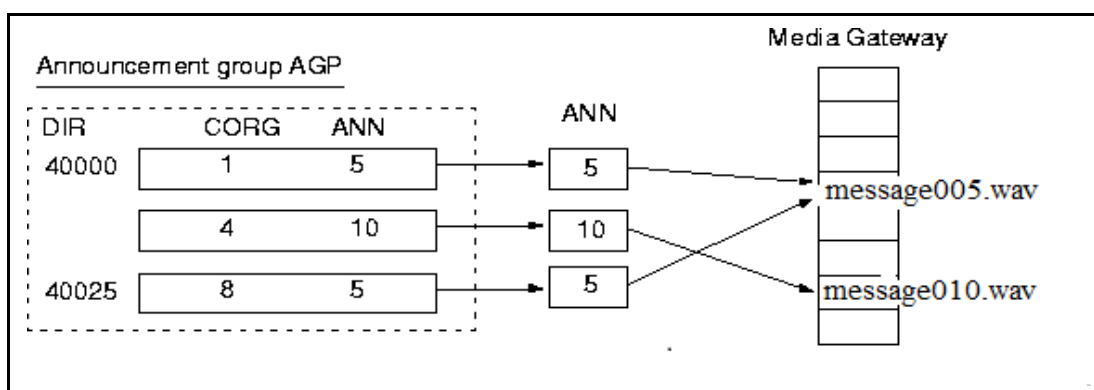 Media Gateway
Announcement group AGP
ANN
DIR CORG ANN
40000 1 5 5
message005.wav
4 10 10
40025 8 5 5
message010.wav